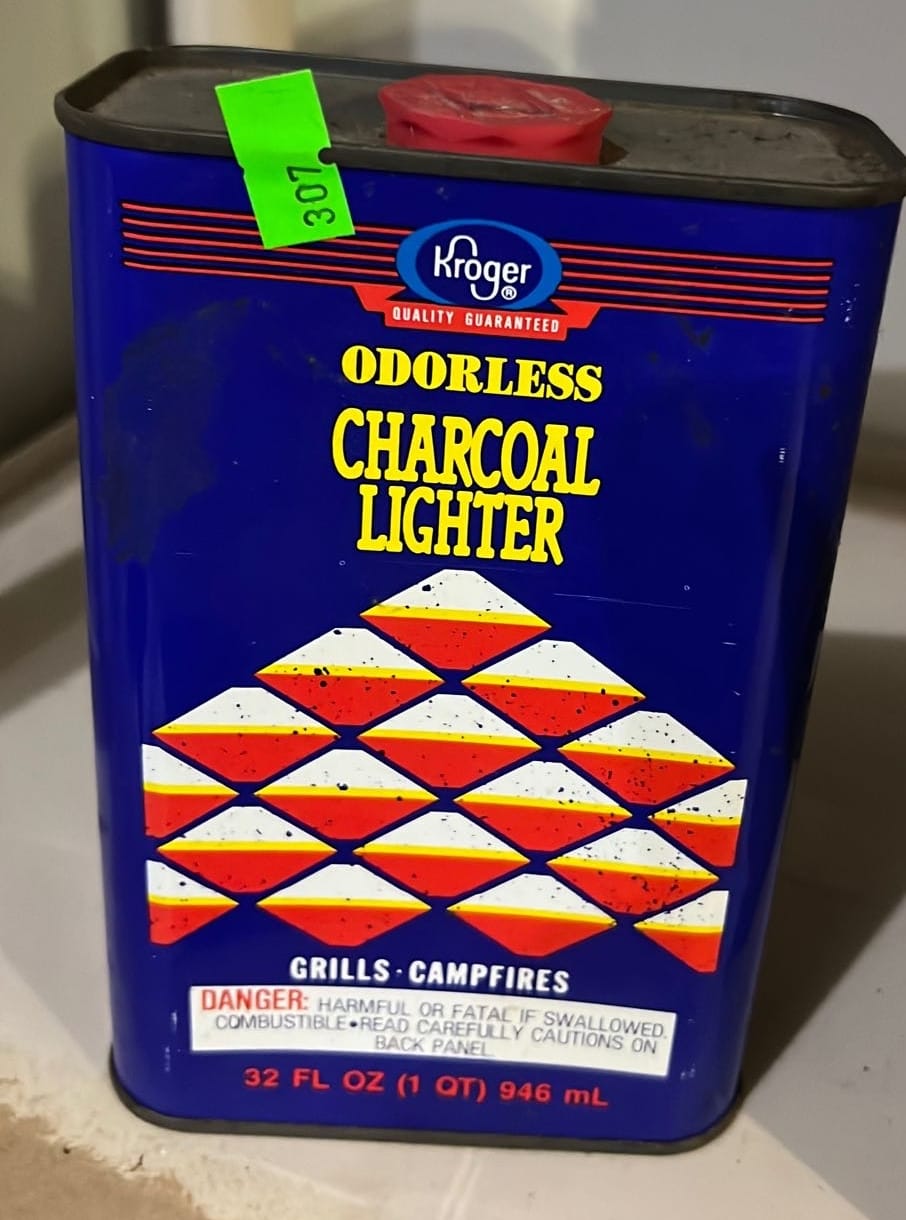 307
Kroger®
QUALITY GUARANTEED
ODORLESS
CHARCOAL
LIGHTER
GRILLS · CAMPFIRES
DANGER: HARMFUL OR FATAL IF SWALLOWED.
COMBUSTIBLE•READ CAREFULLY CAUTIONS ON
BACK PANEL
32 FL OZ (1 QT) 946 mL